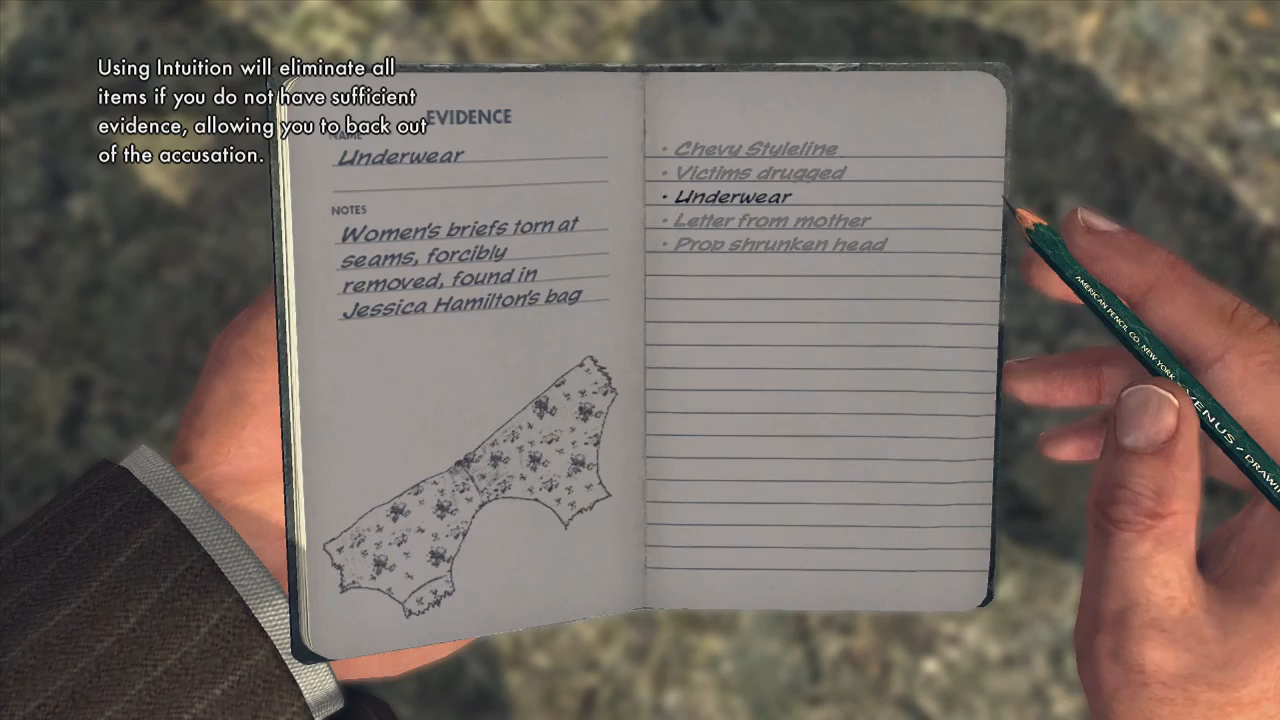 Using Intuition will eliminate all
items if you do not have sufficient
evidence, allowing you to back out
of the accusation.
EVIDENCE
NAME
Underwear
NOTES
Women's briefs torn at
seams, forcibly
removed, found in
Jessica Hamilton's bag
· Chevy Styleline
· Victims drugged
· Underwear
· Letter from mother
· Prop shrunken head
AMERICAN PENCIL CO. NEW YORK VENUS / DRAWIN